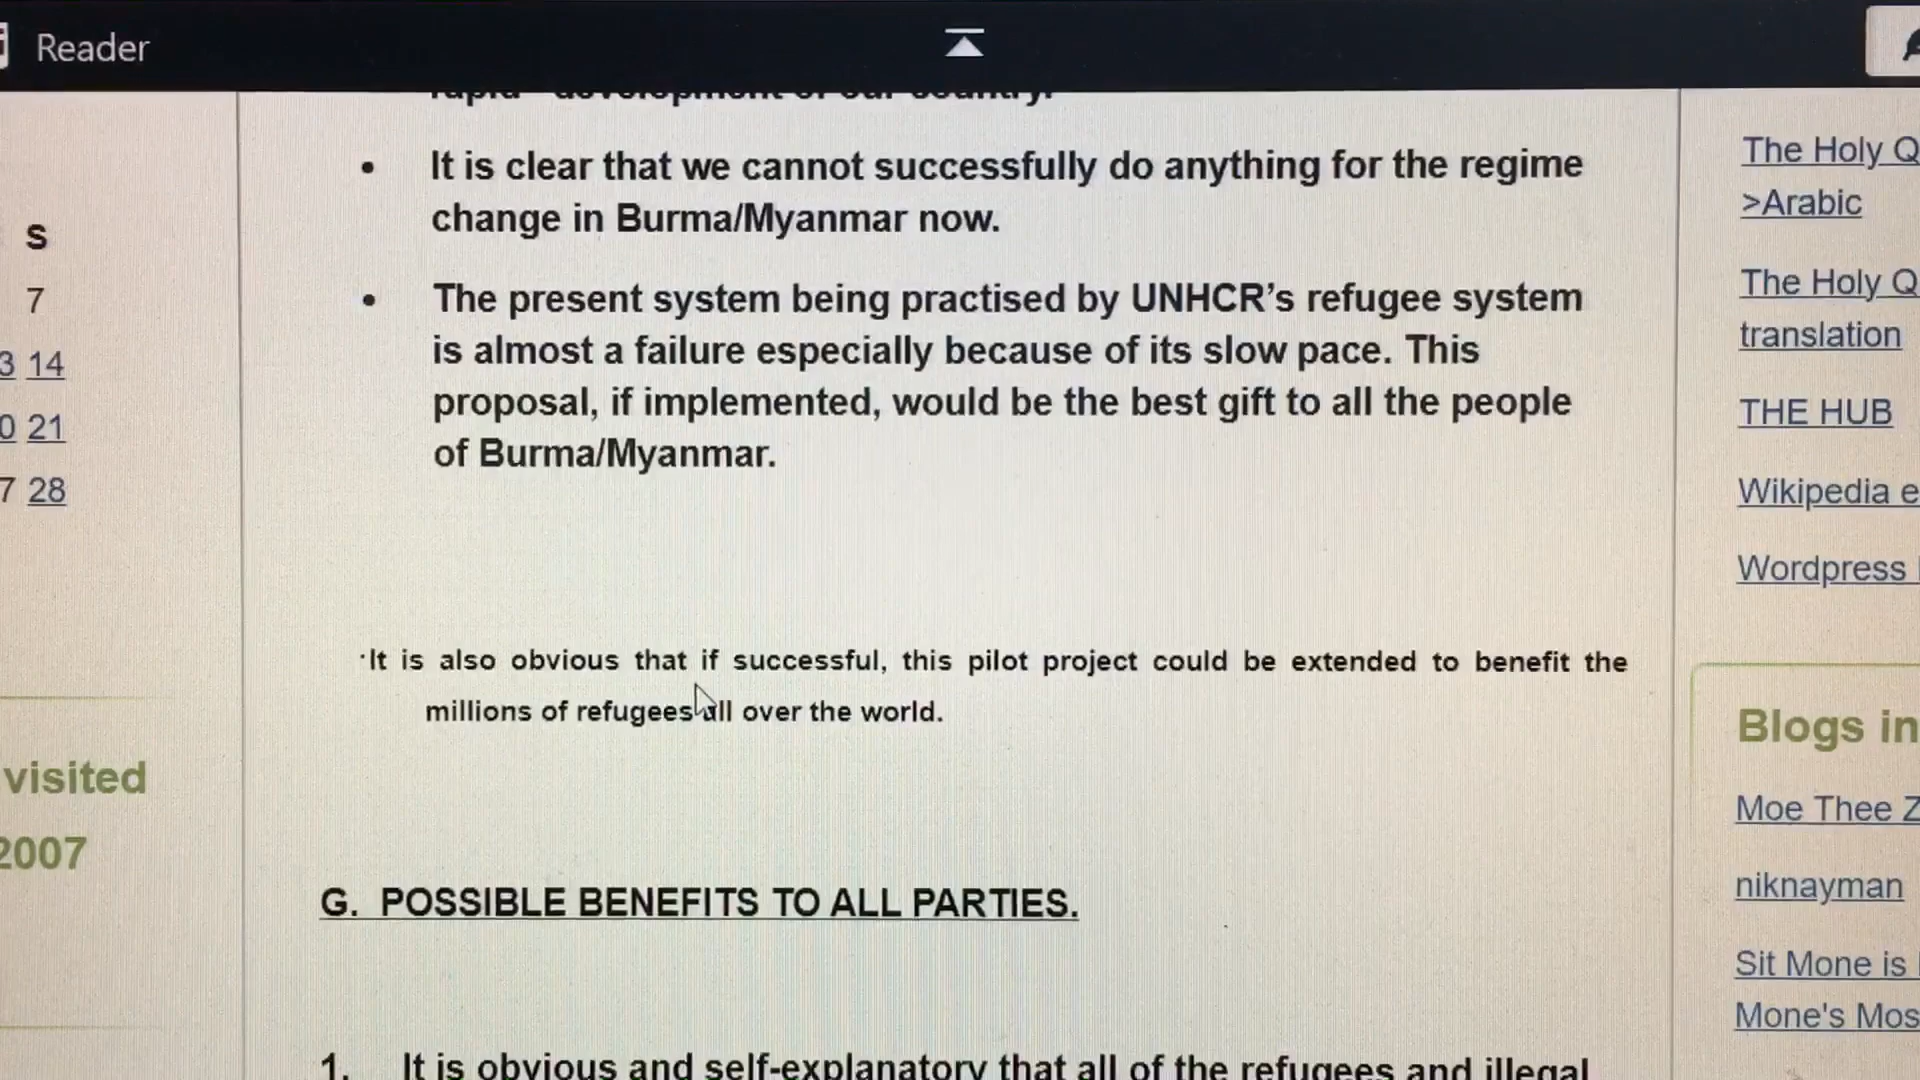 Reader
rapid development of our country.
• It is clear that we cannot successfully do anything for the regime
change in Burma/Myanmar now.
• The present system being practised by UNHCR’s refugee system
is almost a failure especially because of its slow pace. This
proposal, if implemented, would be the best gift to all the people
of Burma/Myanmar.
·It is also obvious that if successful, this pilot project could be extended to benefit the
millions of refugees all over the world.
G. POSSIBLE BENEFITS TO ALL PARTIES.
1. It is obvious and self-explanatory that all of the refugees and illegal
S
7
3 14
0 21
7 28
visited
2007
The Holy Q
>Arabic
The Holy Q
translation
THE HUB
Wikipedia e
Wordpress
Blogs in
Moe Thee Z
niknayman
Sit Mone is
Mone's Mos